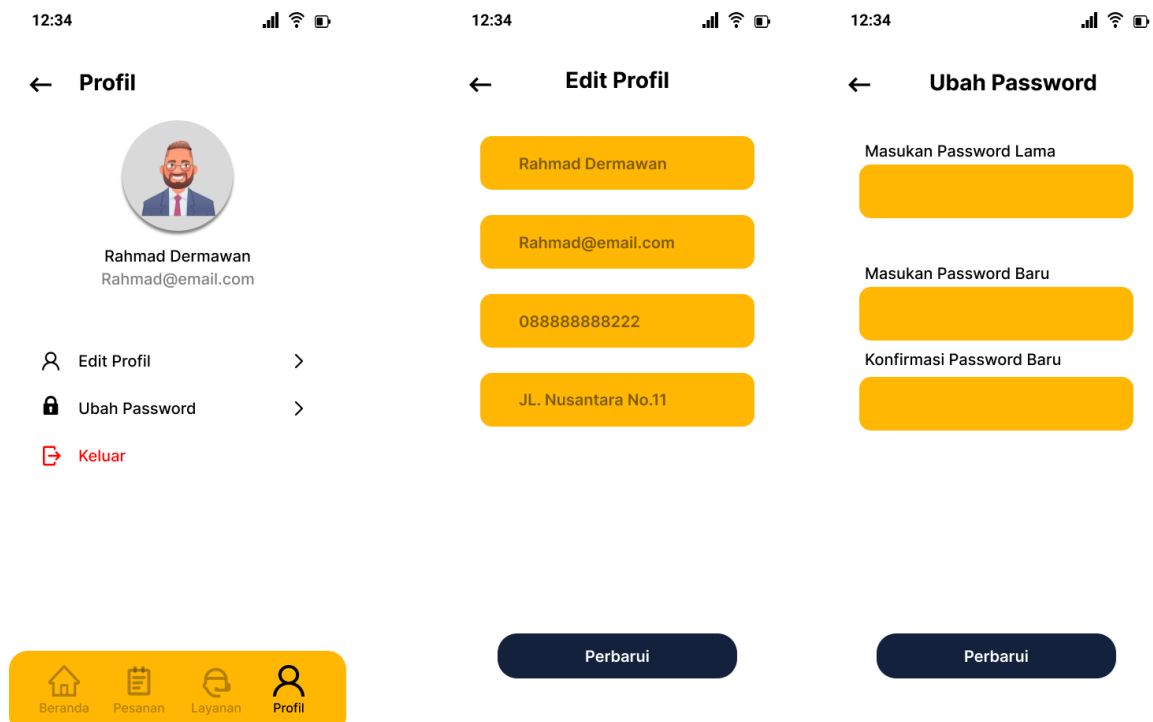 12:34
Profil
Rahmad Dermawan
Rahmad@email.com
Edit Profil
Ubah Password
Keluar
Beranda
Pesanan
Layanan
Profil
12:34
Edit Profil
Rahmad Dermawan
Rahmad@email.com
088888888222
JL. Nusantara No.11
Perbarui
12:34
Ubah Password
Masukan Password Lama
Masukan Password Baru
Konfirmasi Password Baru
Perbarui